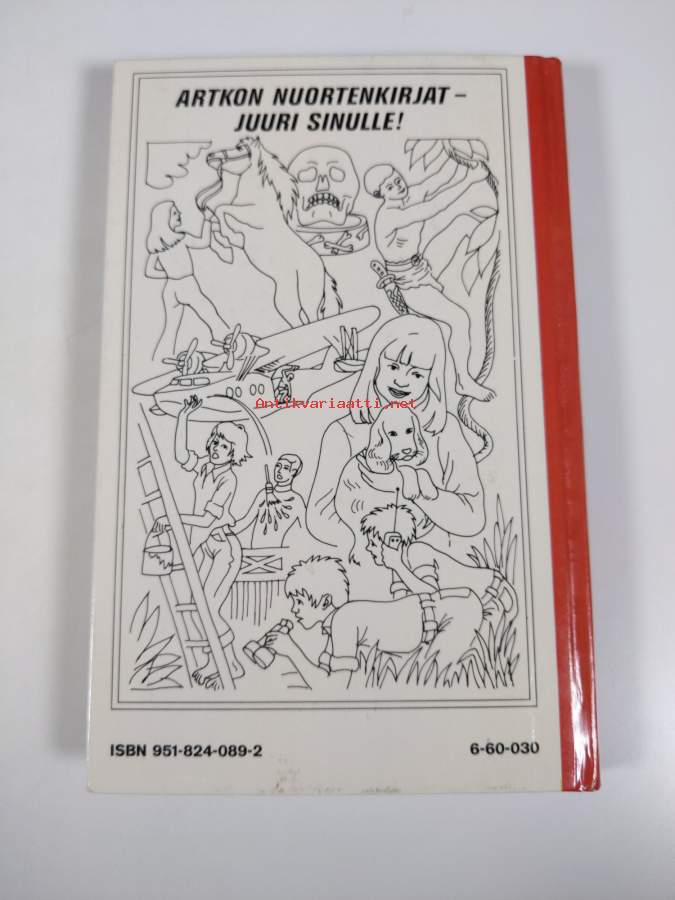 ARTKON NUORTENKIRJAT –
JUURI SINULLE!
Antikvariaatti.net
ISBN 951-824-089-2
6-60-030